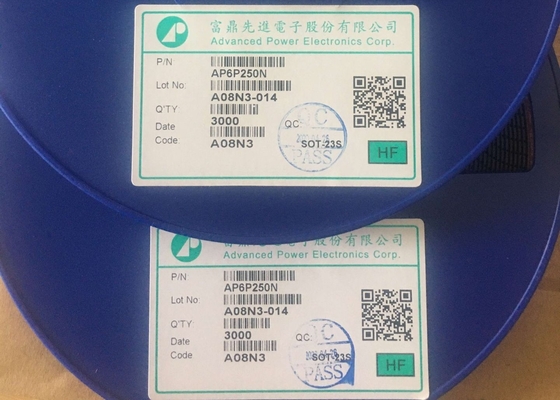 富鼎先進電子股份有限公司
Advanced Power Electronics Corp.
P/N
AP6P250N
Lot No:
A08N3-014
Q'TY
3000
QC:
QC
PASS
SOT-23S
Date
Code:
A08N3
HF
富鼎先進電子股份有限公司
Advanced Power Electronics Corp.
P/N
AP6P250N
Lot No:
A08N3-014
Q'TY
3000
QC:
QC
PASS
SOT-23S
Date
Code:
A08N3
HF